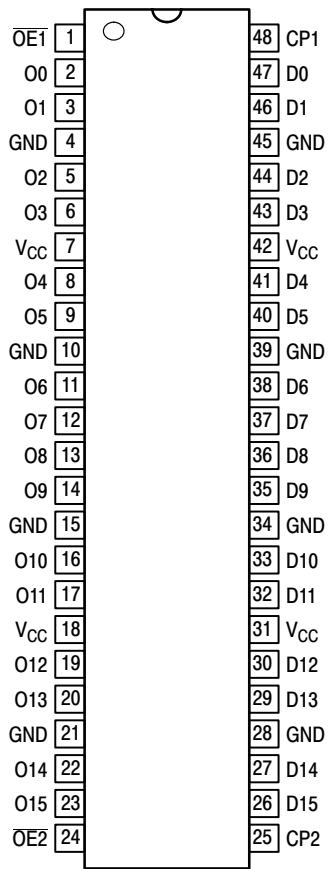 OE1 1 48 CP1
O0 2 47 D0
O1 3 46 D1
GND 4 45 GND
O2 5 44 D2
O3 6 43 D3
VCC 7 42 VCC
O4 8 41 D4
O5 9 40 D5
GND 10 39 GND
O6 11 38 D6
O7 12 37 D7
O8 13 36 D8
O9 14 35 D9
GND 15 34 GND
O10 16 33 D10
O11 17 32 D11
VCC 18 31 VCC
O12 19 30 D12
O13 20 29 D13
GND 21 28 GND
O14 22 27 D14
O15 23 26 D15
OE2 24 25 CP2